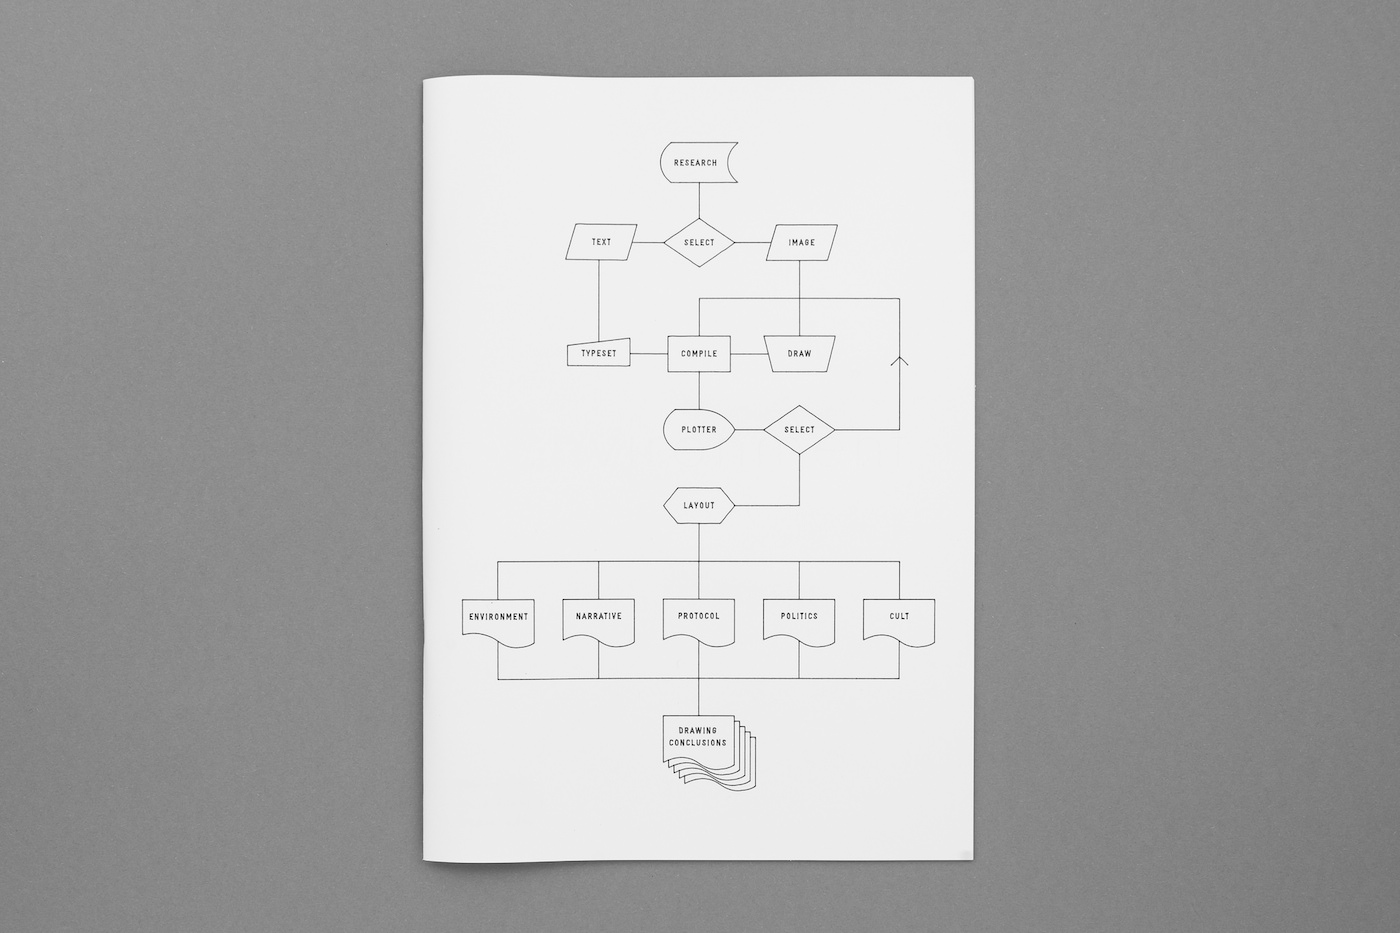 RESEARCH
TEXT
SELECT
IMAGE
TYPESET
COMPILE
DRAW
PLOTTER
SELECT
LAYOUT
ENVIRONMENT
NARRATIVE
PROTOCOL
POLITICS
CULT
DRAWING
CONCLUSIONS